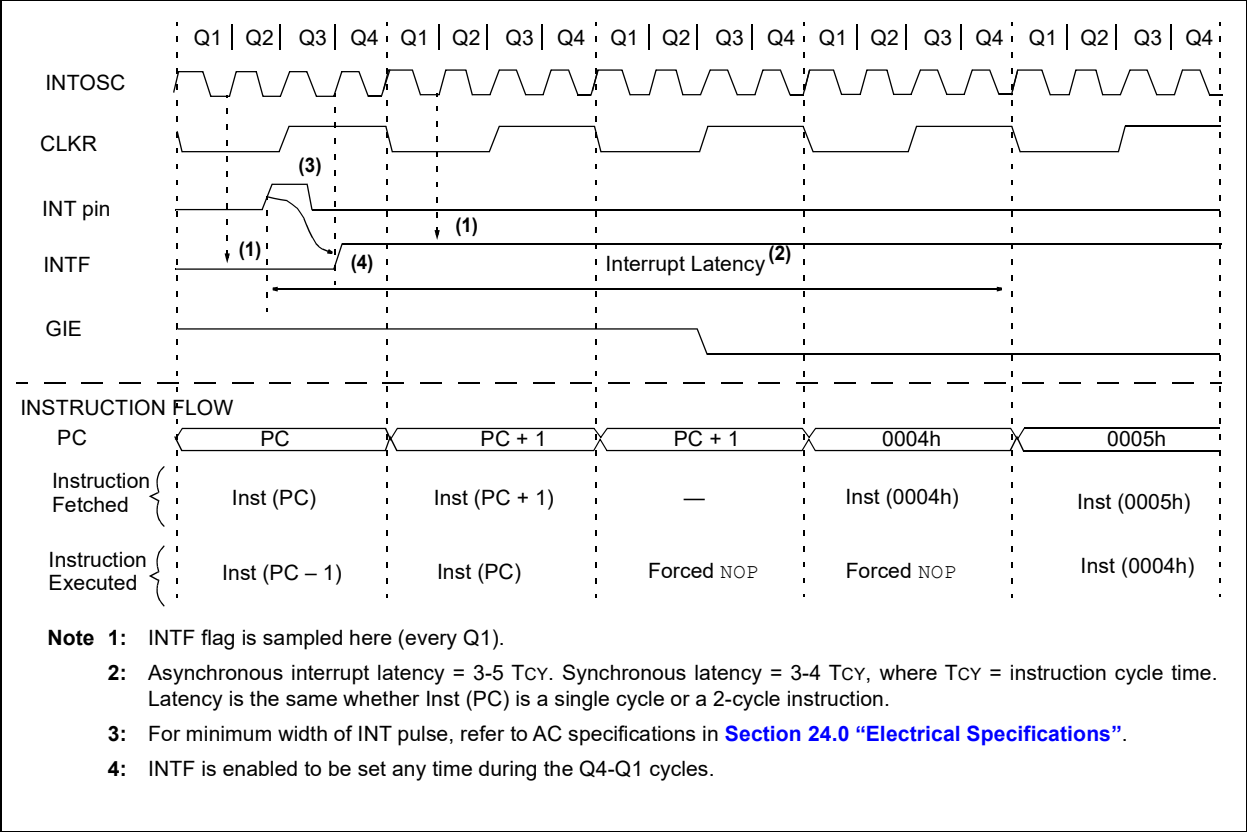 Q1 Q2 Q3 Q4 Q1 Q2 Q3 Q4 Q1 Q2 Q3 Q4 Q1 Q2 Q3 Q4 Q1 Q2 Q3 Q4
INTOSC
CLKR
(3)
INT pin
(1)
(1)
INTF
(4)
Interrupt Latency (2)
GIE
INSTRUCTION FLOW
PC PC PC + 1 PC + 1 0004h 0005h
Instruction
Fetched
Inst (PC) Inst (PC + 1) — Inst (0004h) Inst (0005h)
Instruction
Executed
Inst (PC – 1) Inst (PC) Forced NOP Forced NOP Inst (0004h)
Note 1: INTF flag is sampled here (every Q1).
2: Asynchronous interrupt latency = 3-5 TCY. Synchronous latency = 3-4 TCY, where TCY = instruction cycle time.
Latency is the same whether Inst (PC) is a single cycle or a 2-cycle instruction.
3: For minimum width of INT pulse, refer to AC specifications in Section 24.0 “Electrical Specifications”.
4: INTF is enabled to be set any time during the Q4-Q1 cycles.